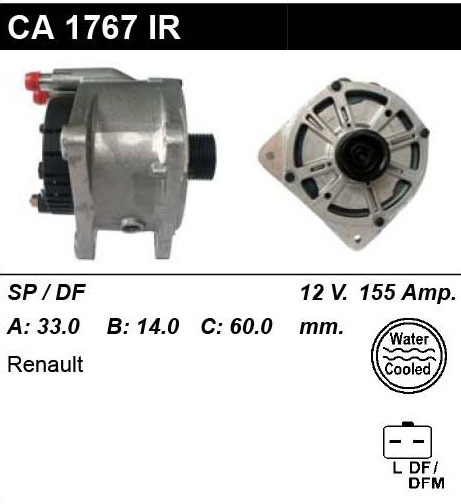 CA 1767 IR
SP / DF 12 V. 155 Amp.
A: 33.0 B: 14.0 C: 60.0 mm.
Renault
Water
Cooled
L DF/
DFM